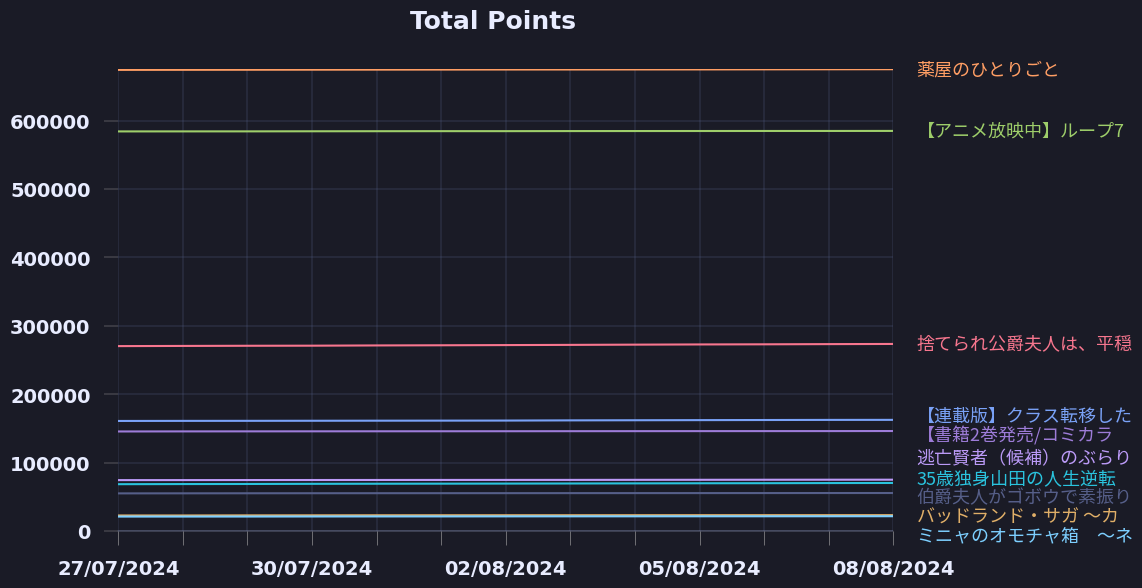 Total Points
薬屋のひとりごと
600000
【アニメ放映中】ループ7
500000
400000
300000
捨てられ公爵夫人は、平穏
200000
【連載版】クラス転移した
【書籍2巻発売/コミカラ
100000
逃亡賢者（候補）のぶらり
35歳独身山田の人生逆転
伯爵夫人がゴボウで素振り
バッドランド・サガ ～カ
0
ミニャのオモチャ箱　～ネ
27/07/2024
30/07/2024
02/08/2024
05/08/2024
08/08/2024